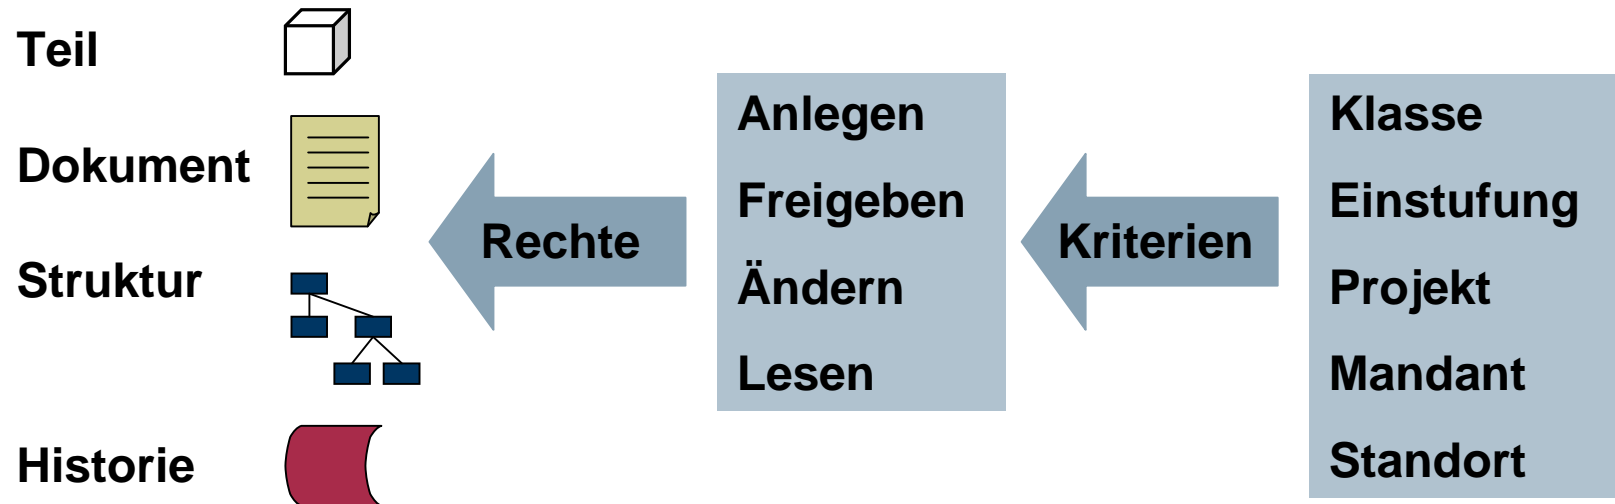 Teil
Dokument
Struktur
Historie
Rechte
Anlegen
Freigeben
Ändern
Lesen
Kriterien
Klasse
Einstufung
Projekt
Mandant
Standort